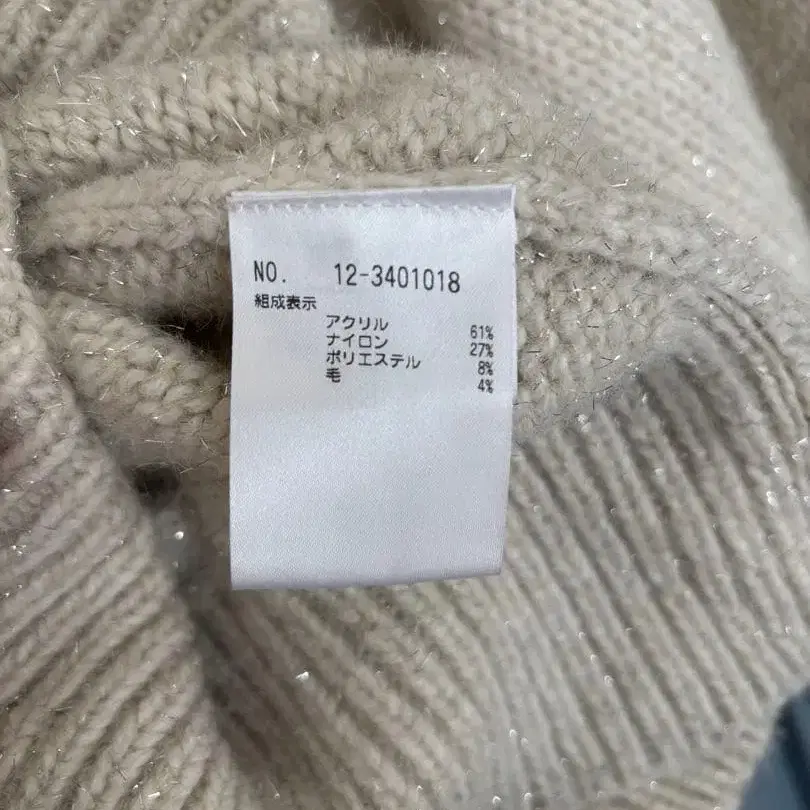 NO. 12-3401018
組成表示
アクリル 61%
ナイロン 27%
ポリエステル 8%
毛 4%